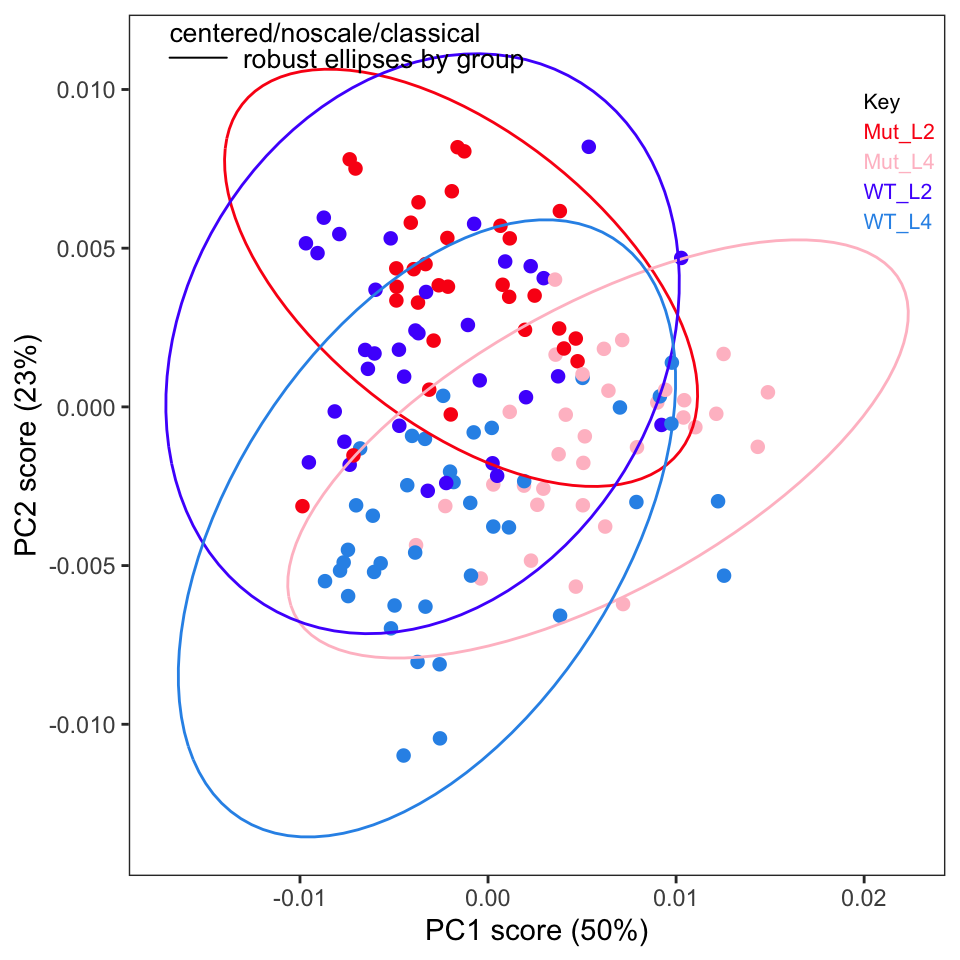 centered/noscale/classical
robust ellipses by group
Key
Mut_L2
Mut_L4
WT_L2
WT_L4
0.010
0.005
0.000
-0.005
-0.010
PC2 score (23%)
-0.01
0.00
0.01
0.02
PC1 score (50%)